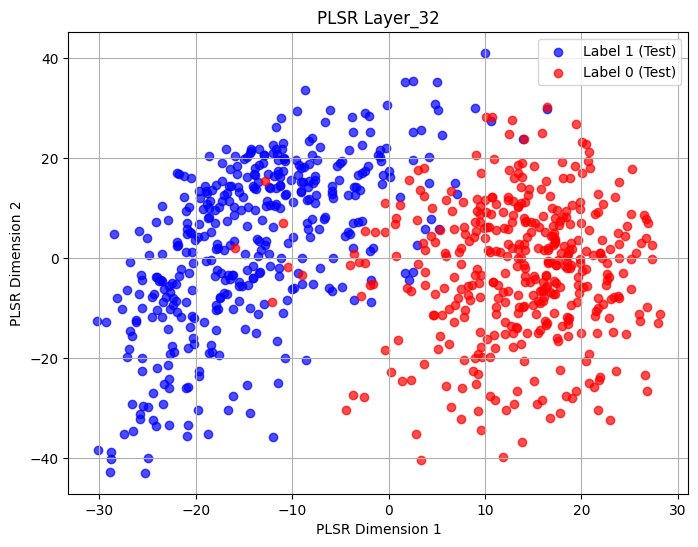 PLSR Layer_32
Label 1 (Test)
Label 0 (Test)
PLSR Dimension 2
40
20
0
−20
−40
−30
−20
−10
0
10
20
30
PLSR Dimension 1